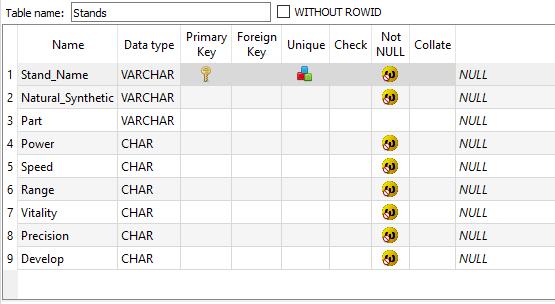 Table name: Stands WITHOUT ROWID
Name Data type Primary Key Foreign Key Unique Check Not NULL Collate
1 Stand_Name VARCHAR NULL
2 Natural_Synthetic VARCHAR NULL
3 Part VARCHAR NULL
4 Power CHAR NULL
5 Speed CHAR NULL
6 Range CHAR NULL
7 Vitality CHAR NULL
8 Precision CHAR NULL
9 Develop CHAR NULL